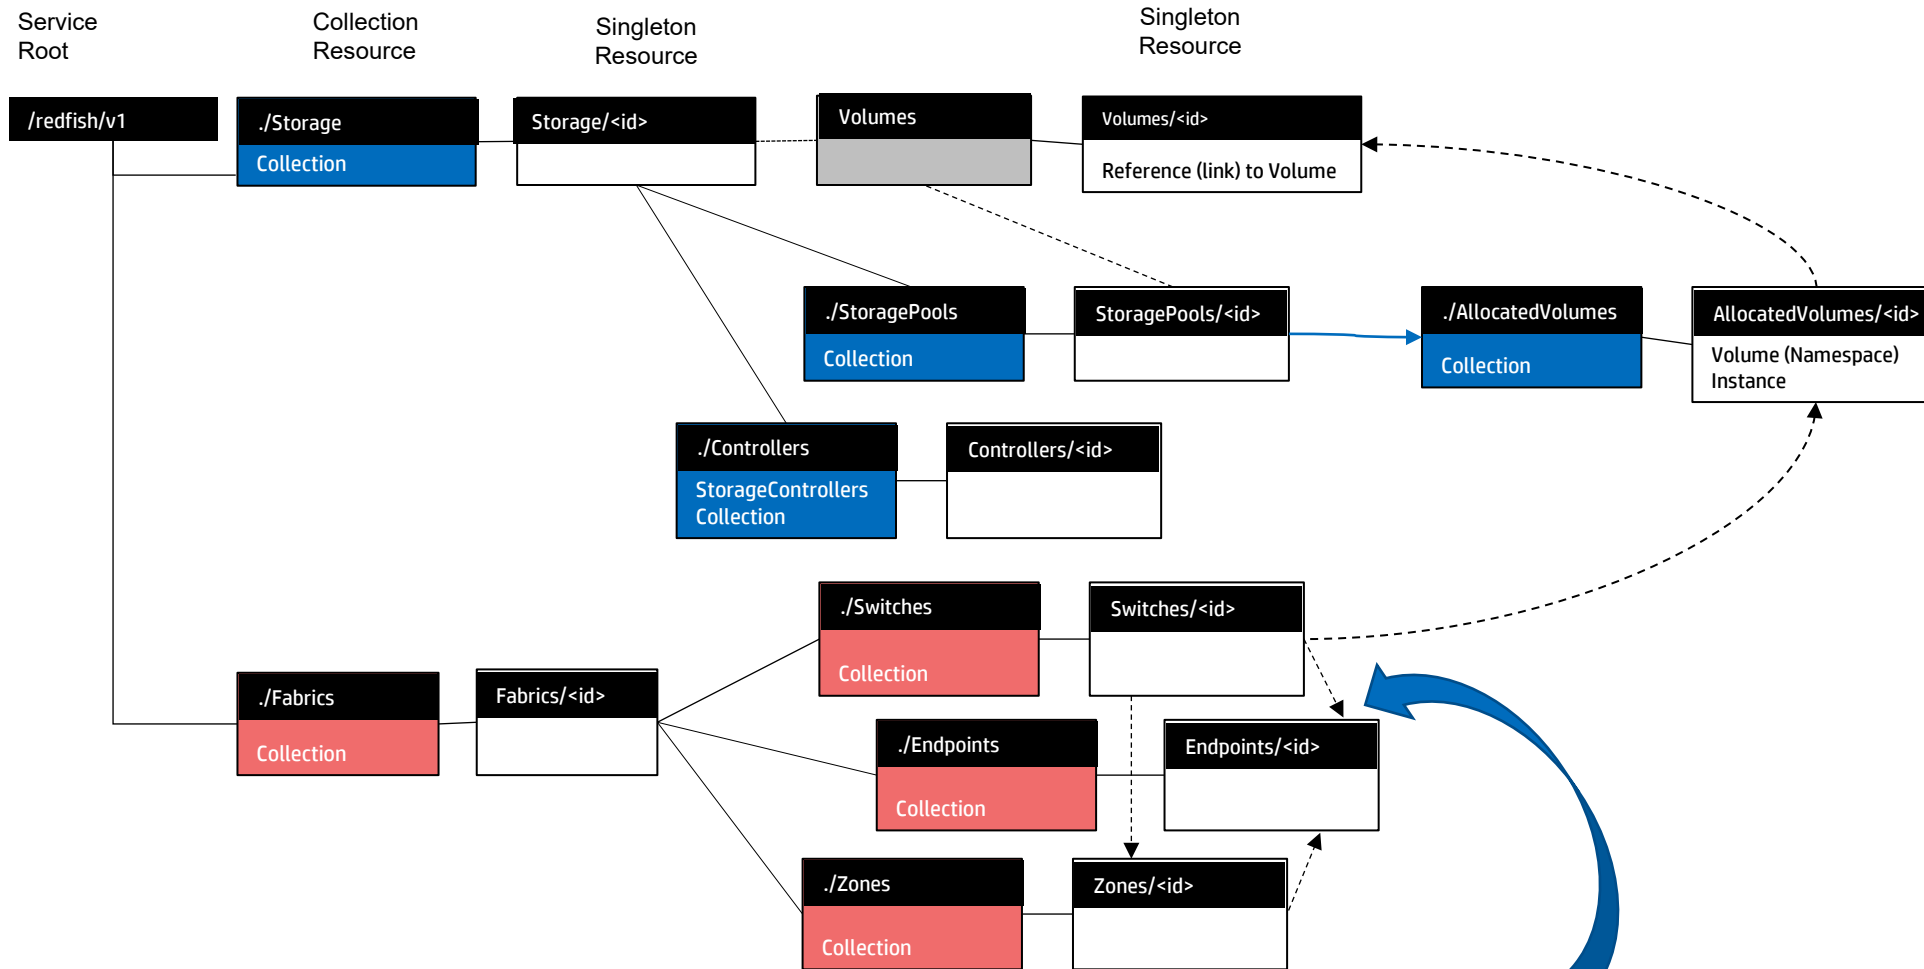 Service
Root
Collection
Resource
Singleton
Resource
Singleton
Resource
/redfish/v1
./Storage
Collection
Storage/<id>
Volumes
Volumes/<id>
Reference (link) to Volume
./StoragePools
Collection
StoragePools/<id>
./AllocatedVolumes
Collection
AllocatedVolumes/<id>
Volume (Namespace)
Instance
./Controllers
StorageControllers
Collection
Controllers/<id>
./Switches
Collection
Switches/<id>
./Fabrics
Collection
Fabrics/<id>
./Endpoints
Collection
Endpoints/<id>
./Zones
Collection
Zones/<id>